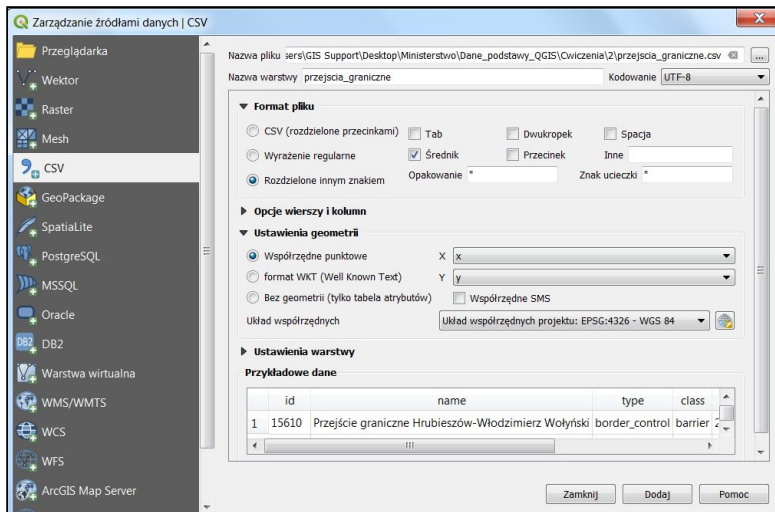 Zarządzanie źródłami danych | CSV
Przeglądarka
Wektor
Raster
Mesh
CSV
GeoPackage
SpatiaLite
PostgreSQL
MSSQL
Oracle
DB2
Warstwa wirtualna
WMS/WMTS
WCS
WFS
ArcGIS Map Server
Nazwa pliku sers\GIS Support\Desktop\Ministerstwo\Dane_podstawy_QGIS\Cwiczenia\2\przejscia_graniczne.csv ...
Nazwa warstwy przejscia_graniczne Kodowanie UTF-8
Format pliku
CSV (rozdzielone przecinkami) Tab Dwukropek Spacja
Wyrażenie regularne Średnik Przecinek Inne
Rozdzielone innym znakiem Opakowanie " Znak ucieczki "
Opcje wierszy i kolumn
Ustawienia geometrii
Współrzędne punktowe X x
format WKT (Well Known Text) Y y
Bez geometrii (tylko tabela atrybutów) Współrzędne SMS
Układ współrzędnych Układ współrzędnych projektu: EPSG:4326 - WGS 84
Ustawienia warstwy
Przykładowe dane
id name type class
1 15610 Przejście graniczne Hrubieszów-Włodzimierz Wołyński border_control barrier
Zamknij Dodaj Pomoc